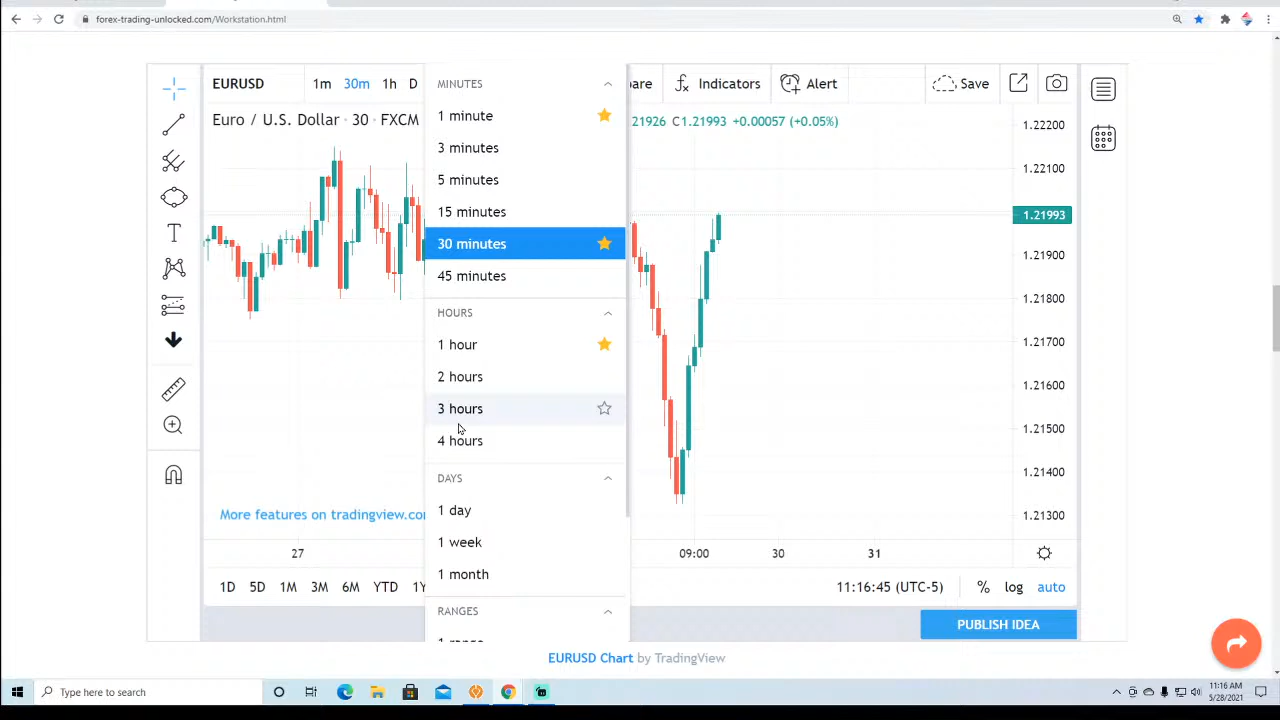 forex-trading-unlocked.com/Workstation.html
EURUSD 1m 30m 1h D
are Indicators Alert Save
Euro / U.S. Dollar · 30 · FXCM
21926 C1.21993 +0.00057 (+0.05%)
MINUTES
1 minute
3 minutes
5 minutes
15 minutes
30 minutes
45 minutes
HOURS
1 hour
2 hours
3 hours
4 hours
DAYS
1 day
1 week
1 month
RANGES
1.22200
1.22100
1.21993
1.21900
1.21800
1.21700
1.21600
1.21500
1.21400
1.21300
T
More features on tradingview.co
27 09:00 30 31
1D 5D 1M 3M 6M YTD 1Y
11:16:45 (UTC-5) % log auto
PUBLISH IDEA
EURUSD Chart by TradingView
Type here to search
11:16 AM
5/28/2021